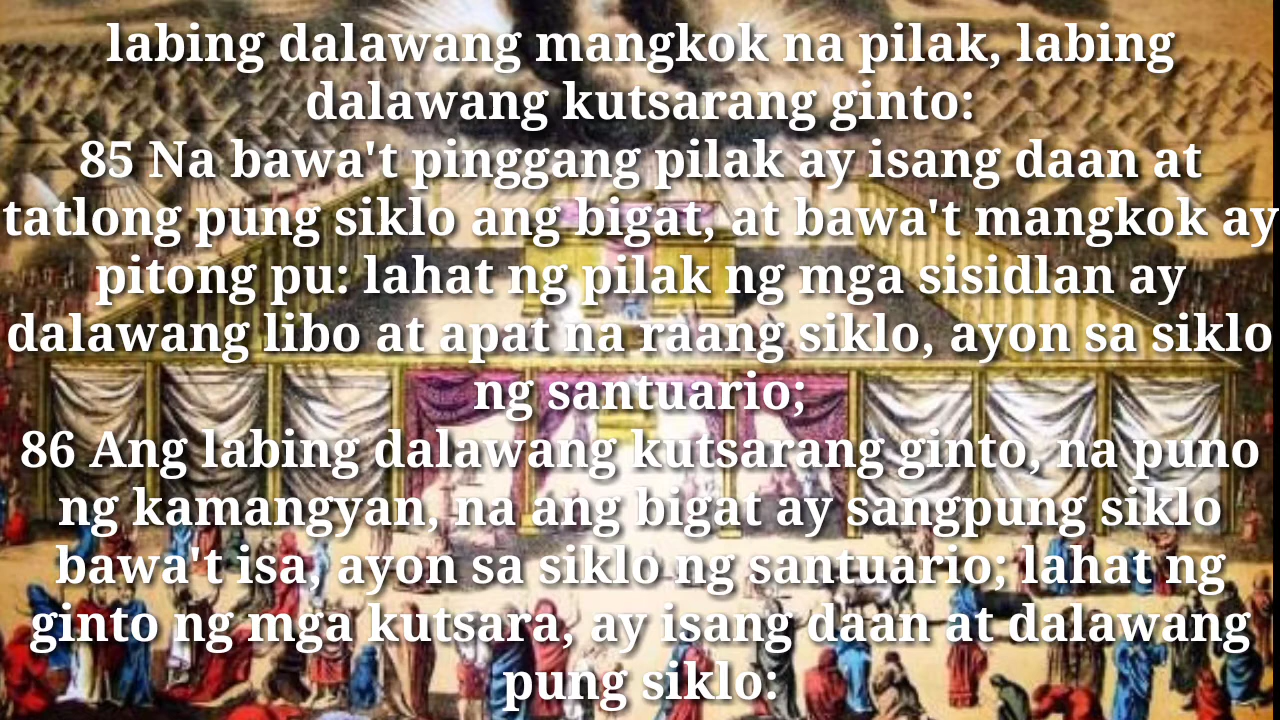 labing dalawang mangkok na pilak, labing
dalawang kutsarang ginto:
85 Na bawa't pinggang pilak ay isang daan at
tatlong pung siklo ang bigat, at bawa't mangkok ay
pitong pu: lahat ng pilak ng mga sisidlan ay
dalawang libo at apat na raang siklo, ayon sa siklo
ng santuario;
86 Ang labing dalawang kutsarang ginto, na puno
ng kamangyan, na ang bigat ay sangpung siklo
bawa't isa, ayon sa siklo ng santuario; lahat ng
ginto ng mga kutsara, ay isang daan at dalawang
pung siklo: